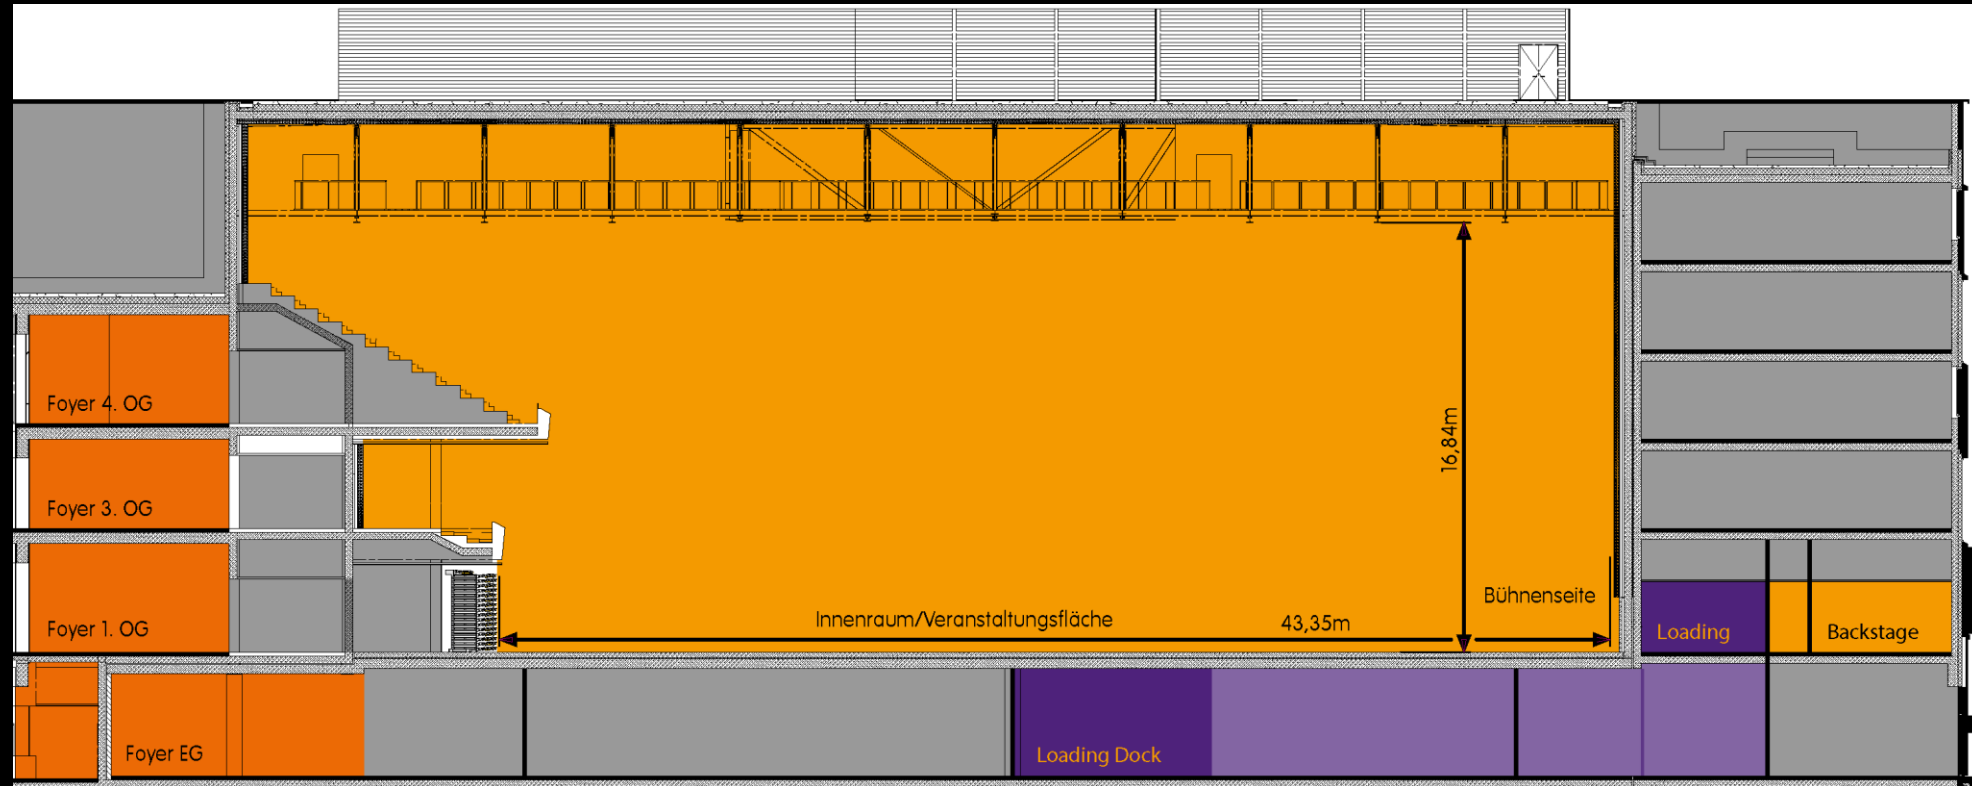 Foyer 4. OG
Foyer 3. OG
Foyer 1. OG
Foyer EG
Innenraum/Veranstaltungsfläche
43,35m
16,84m
Bühnenseite
Loading
Backstage
Loading Dock